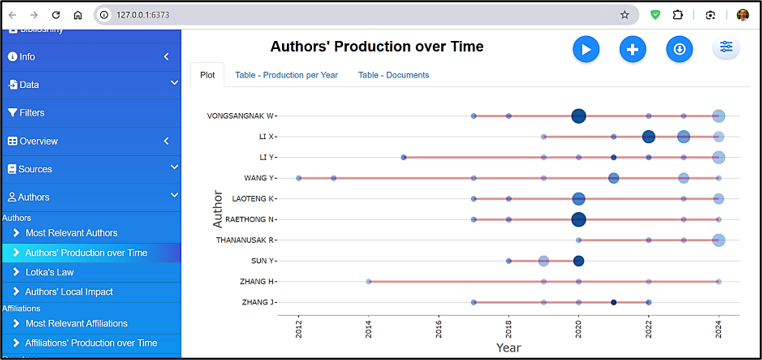 127.0.0.1:6373
Biblioshiny
Info
Data
Filters
Overview
Sources
Authors
Authors
Most Relevant Authors
Authors' Production over Time
Lotka's Law
Authors' Local Impact
Affiliations
Most Relevant Affiliations
Affiliations' Production over Time
Authors' Production over Time
Plot
Table - Production per Year
Table - Documents
Author
VONGSANGNAK W
LI X
LI Y
WANG Y
LAOTENG K
RAETHONG N
THANANUSAK R
SUN Y
ZHANG H
ZHANG J
2012
2014
2016
2018
2020
2022
2024
Year